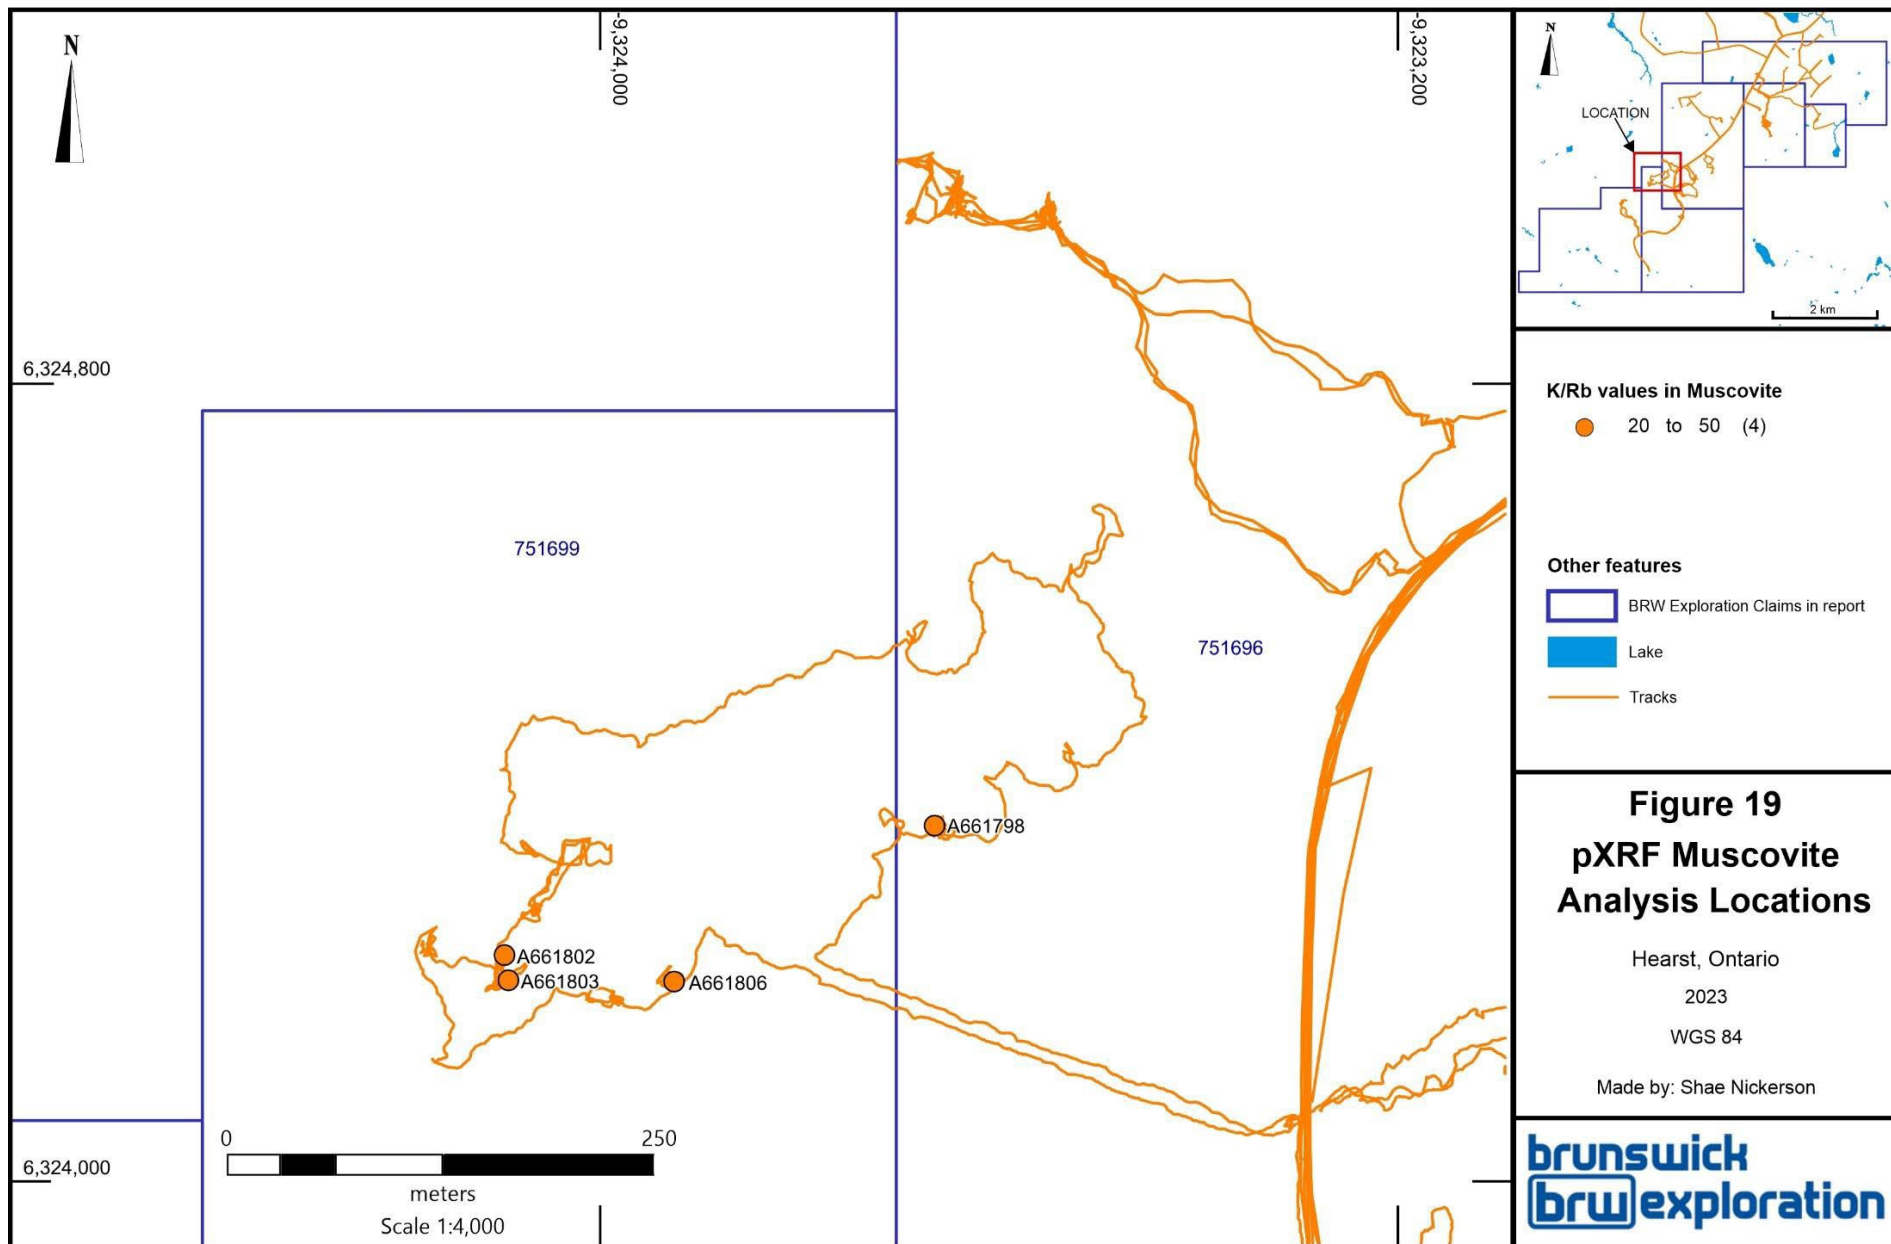 N
-9,324,000
-9,323,200
6,324,800
751699
751696
A661798
A661802
A661803
A661806
6,324,000
0 250
meters
Scale 1:4,000
N
LOCATION
2 km
K/Rb values in Muscovite
20 to 50 (4)
Other features
BRW Exploration Claims in report
Lake
Tracks
Figure 19
pXRF Muscovite
Analysis Locations
Hearst, Ontario
2023
WGS 84
Made by: Shae Nickerson
brunswick
brw exploration